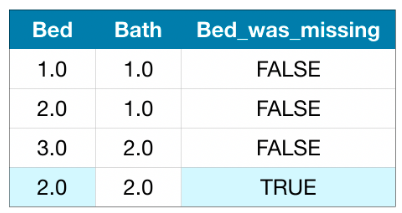 Bed Bath Bed_was_missing
1.0 1.0 FALSE
2.0 1.0 FALSE
3.0 2.0 FALSE
2.0 2.0 TRUE